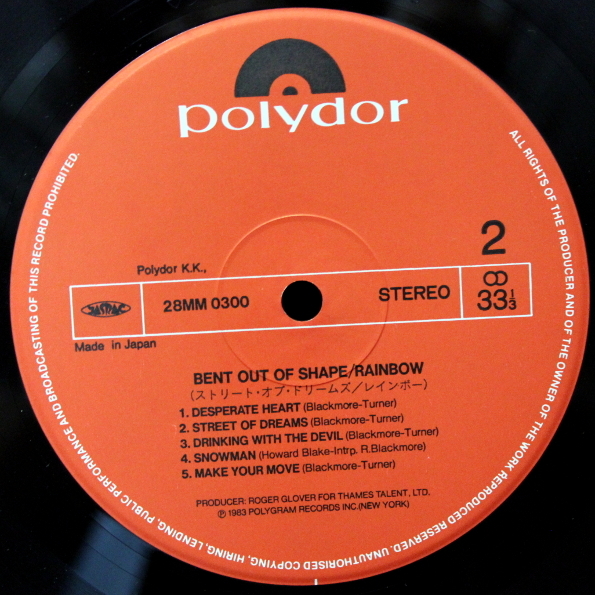 polydor
ALL RIGHTS OF THE PRODUCER AND OF THE OWNER OF THE WORK REPRODUCED RESERVED. UNAUTHORISED COPYING, HIRING, LENDING, PUBLIC PERFORMANCE AND BROADCASTING OF THIS RECORD PROHIBITED.
2
Polydor K.K.,
JASRAC
28MM 0300
STEREO
33 1/3
Made in Japan
BENT OUT OF SHAPE/RAINBOW
(ストリート・オブ・ドリームズ/レインボー)
1. DESPERATE HEART (Blackmore-Turner)
2. STREET OF DREAMS (Blackmore-Turner)
3. DRINKING WITH THE DEVIL (Blackmore-Turner)
4. SNOWMAN (Howard Blake-Intrp. R.Blackmore)
5. MAKE YOUR MOVE (Blackmore-Turner)
PRODUCER: ROGER GLOVER FOR THAMES TALENT, LTD.
Ⓟ 1983 POLYGRAM RECORDS INC.(NEW YORK)